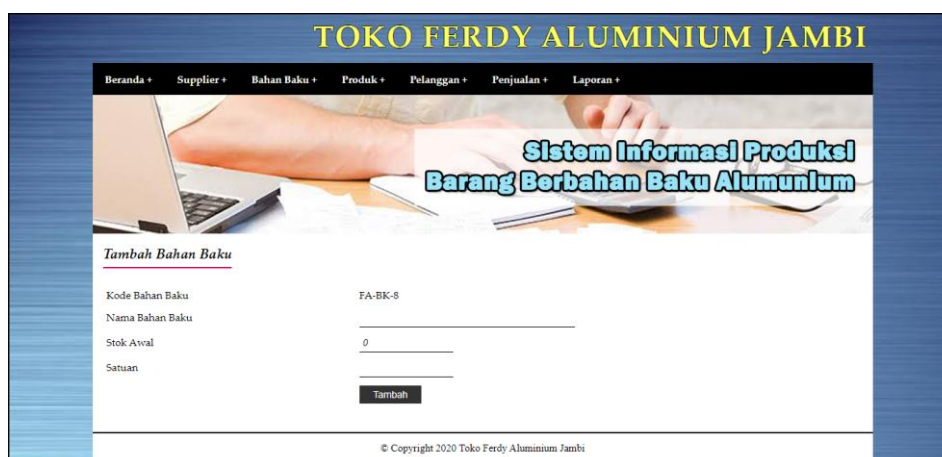 TOKO FERDY ALUMINIUM JAMBI
Beranda + Supplier + Bahan Baku + Produk + Pelanggan + Penjualan + Laporan +
Sistem Informasi Produksi
Barang Berbahan Baku Alumunium
Tambah Bahan Baku
Kode Bahan Baku FA-BK-8
Nama Bahan Baku
Stok Awal 0
Satuan
Tambah
© Copyright 2020 Toko Ferdy Aluminium Jambi